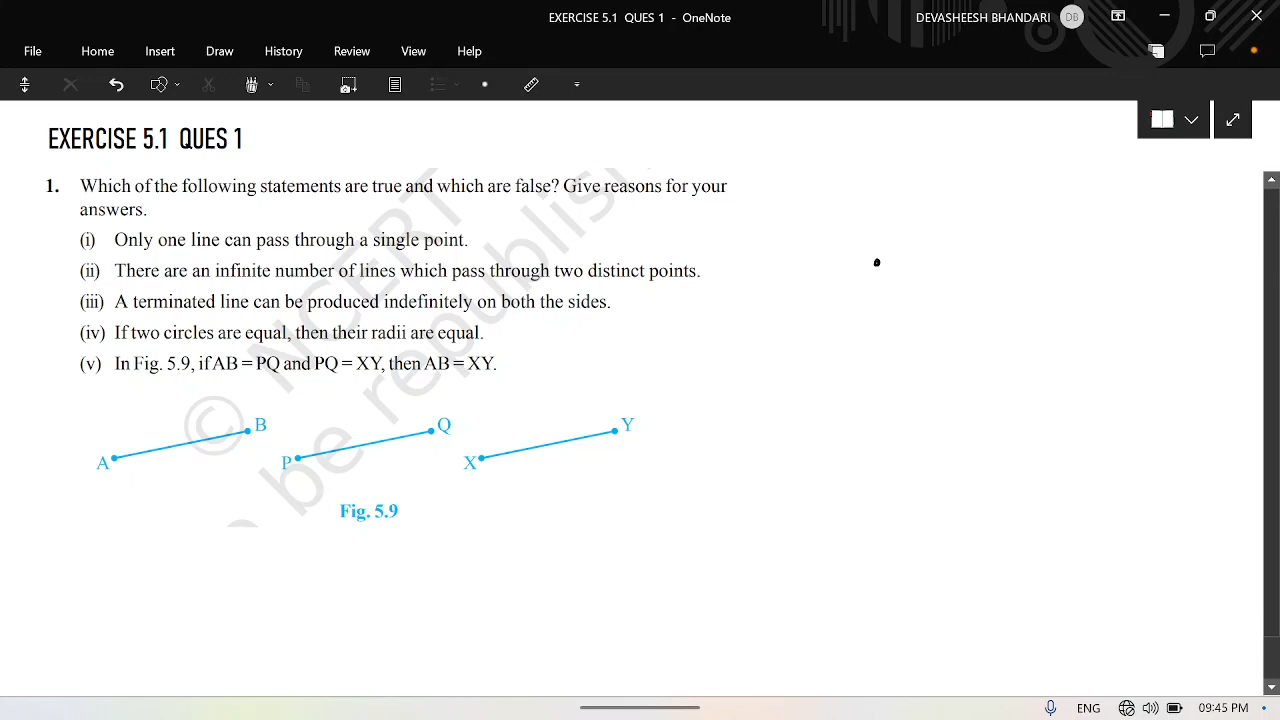 EXERCISE 5.1 QUES 1 - OneNote
DEVASHEESH BHANDARI DB
File Home Insert Draw History Review View Help
EXERCISE 5.1 QUES 1
1. Which of the following statements are true and which are false? Give reasons for your
answers.
(i) Only one line can pass through a single point.
(ii) There are an infinite number of lines which pass through two distinct points.
(iii) A terminated line can be produced indefinitely on both the sides.
(iv) If two circles are equal, then their radii are equal.
(v) In Fig. 5.9, if AB = PQ and PQ = XY, then AB = XY.
B Q Y
A P X
Fig. 5.9
© NCERT
be republis
ENG 09:45 PM